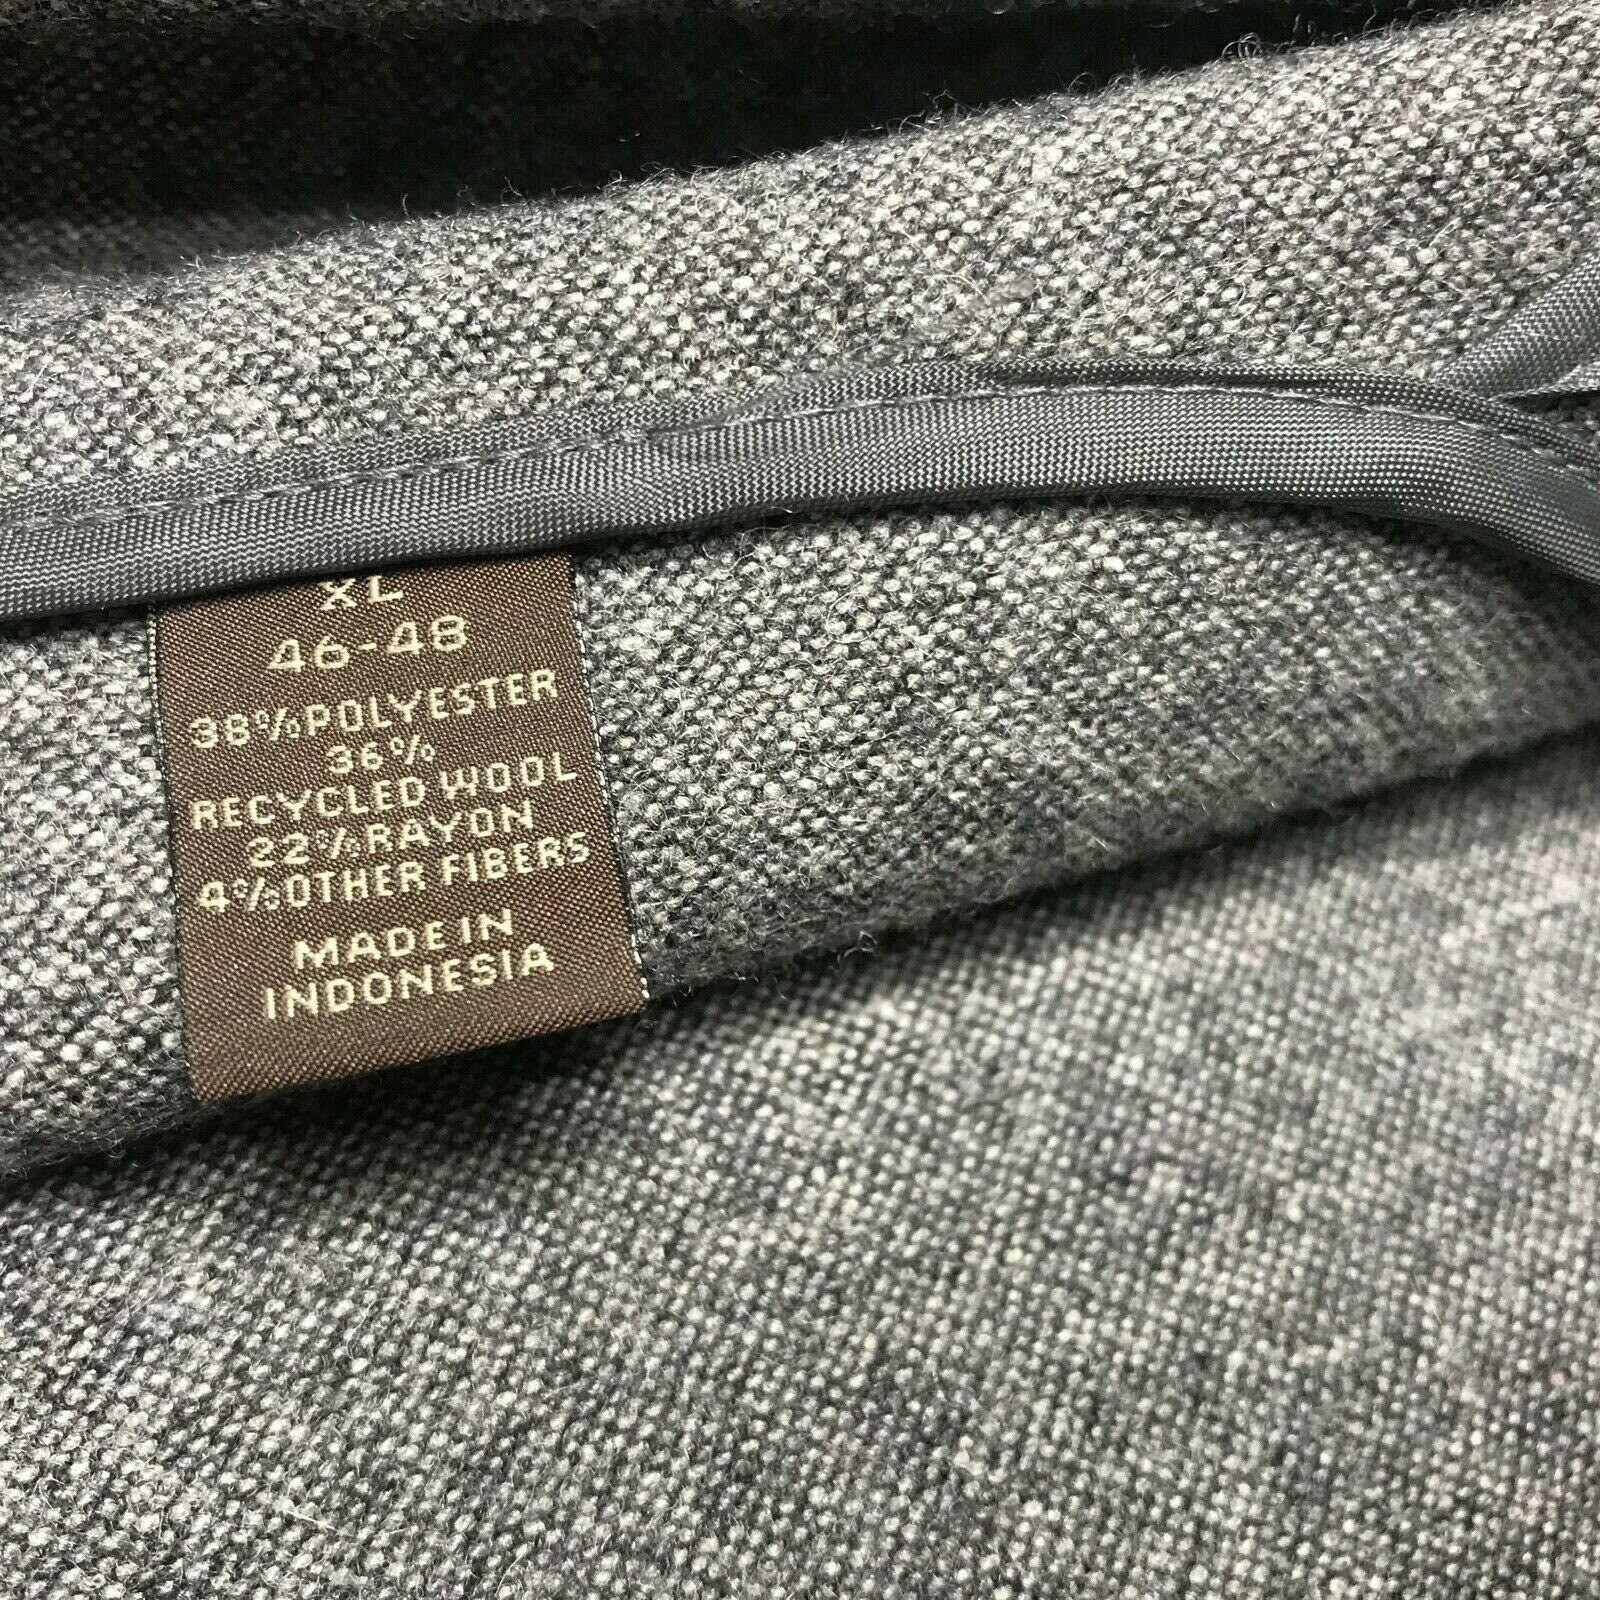 XL
46-48
38%POLYESTER
36%
RECYCLED WOOL
22%RAYON
4%OTHER FIBERS
MADE IN
INDONESIA